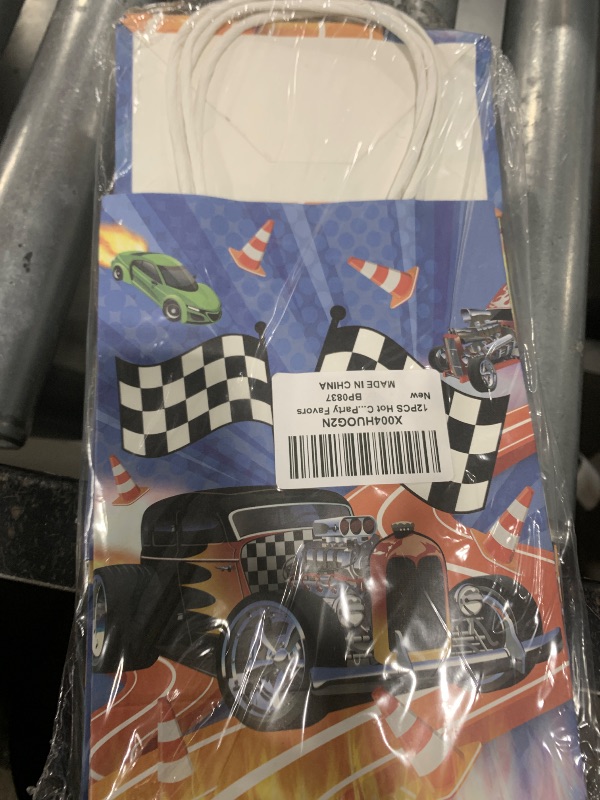 X004HUOG2N
12PCS Hot C...Party Favors
New
BP0837
MADE IN CHINA